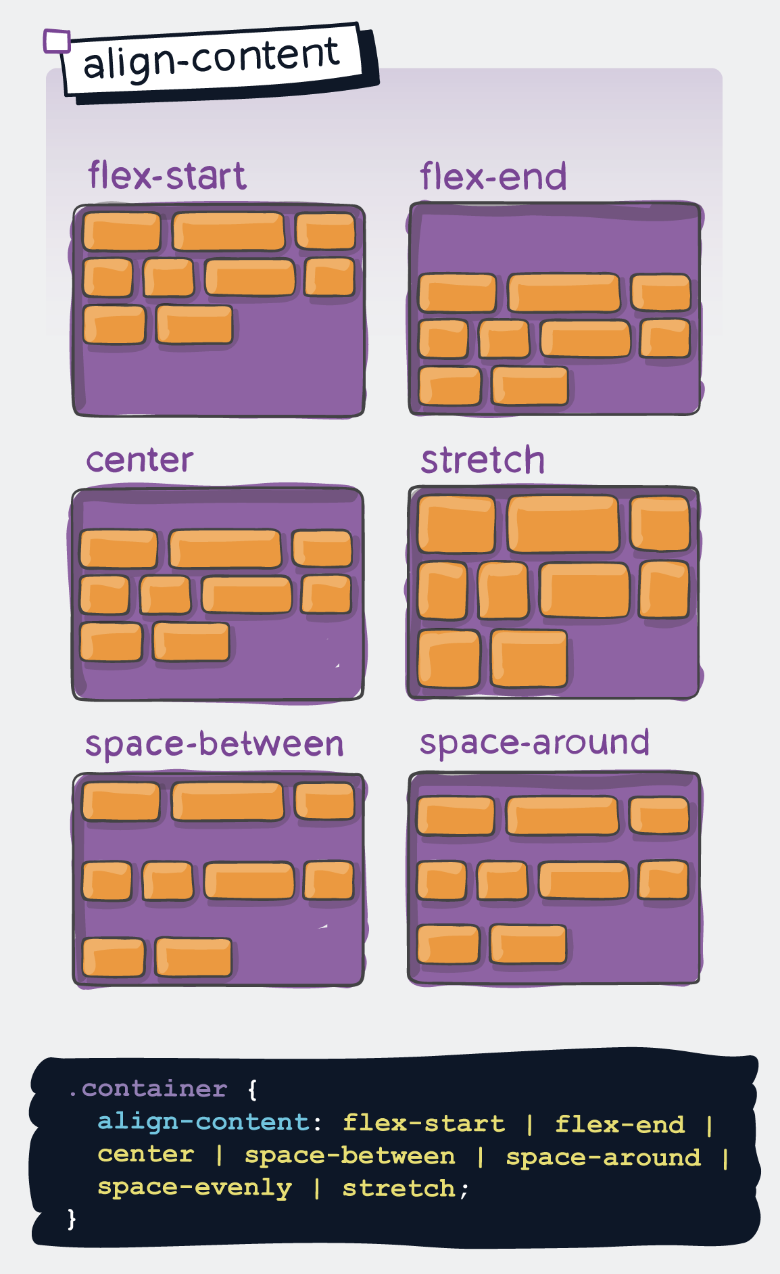 align-content
flex-start
flex-end
center
stretch
space-between
space-around
.container {
  align-content: flex-start | flex-end |
  center | space-between | space-around |
  space-evenly | stretch;
}